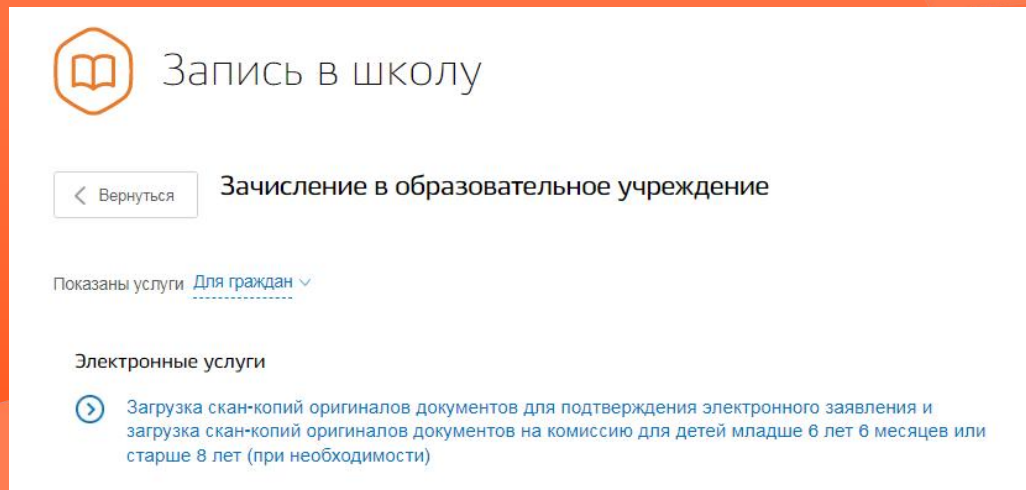 Запись в школу
Вернуться
Зачисление в образовательное учреждение
Показаны услуги Для граждан
Электронные услуги
Загрузка скан-копий оригиналов документов для подтверждения электронного заявления и
загрузка скан-копий оригиналов документов на комиссию для детей младше 6 лет 6 месяцев или
старше 8 лет (при необходимости)